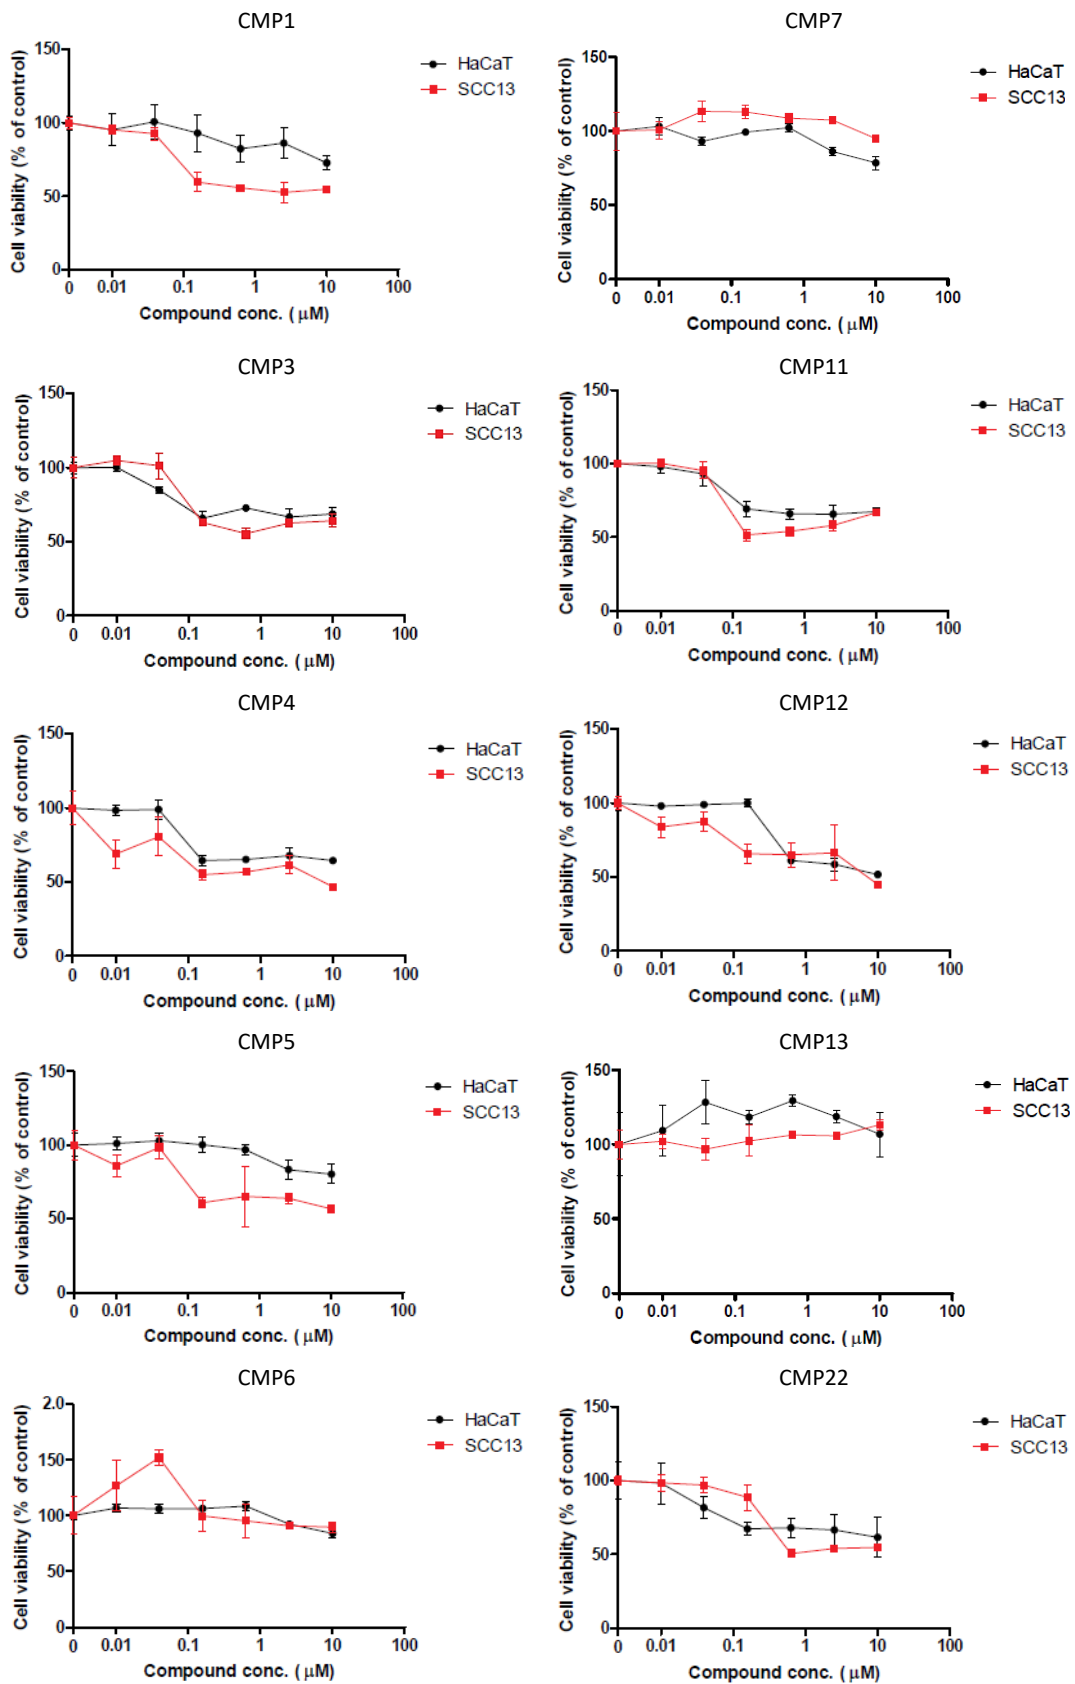 CMP1
150
100
50
0
Cell viability (% of control)
0 0.01 0.1 1 10 100
Compound conc. ( μM)
HaCaT
SCC13
CMP7
150
100
50
0
Cell viability (% of control)
0 0.01 0.1 1 10 100
Compound conc. ( μM)
HaCaT
SCC13
CMP3
150
100
50
0
Cell viability (% of control)
0 0.01 0.1 1 10 100
Compound conc. ( μM)
HaCaT
SCC13
CMP11
150
100
50
0
Cell viability (% of control)
0 0.01 0.1 1 10 100
Compound conc. ( μM)
HaCaT
SCC13
CMP4
150
100
50
0
Cell viability (% of control)
0 0.01 0.1 1 10 100
Compound conc. ( μM)
HaCaT
SCC13
CMP12
150
100
50
0
Cell viability (% of control)
0 0.01 0.1 1 10 100
Compound conc. ( μM)
HaCaT
SCC13
CMP5
150
100
50
0
Cell viability (% of control)
0 0.01 0.1 1 10 100
Compound conc. ( μM)
HaCaT
SCC13
CMP13
150
100
50
0
Cell viability (% of control)
0 0.01 0.1 1 10 100
Compound conc. ( μM)
HaCaT
SCC13
CMP6
2.0
150
100
50
0
Cell viability (% of control)
0 0.01 0.1 1 10 100
Compound conc. ( μM)
HaCaT
SCC13
CMP22
150
100
50
0
Cell viability (% of control)
0 0.01 0.1 1 10 100
Compound conc. ( μM)
HaCaT
SCC13